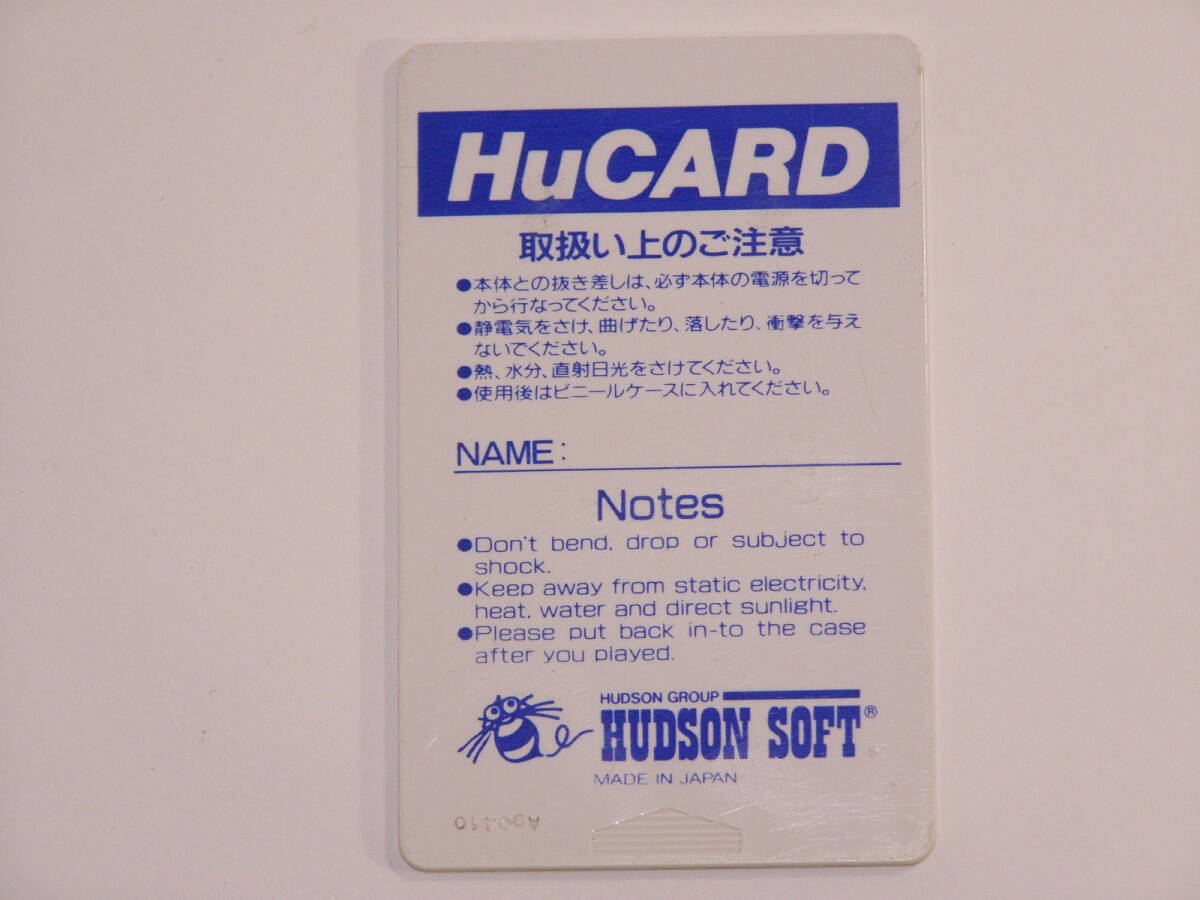 HuCARD
取扱い上のご注意
●本体との抜き差しは、必ず本体の電源を切って
から行なってください。
●静電気をさけ、曲げたり、落したり、衝撃を与え
ないでください。
●熱、水分、直射日光をさけてください。
●使用後はビニールケースに入れてください。
NAME:
Notes
●Don't bend, drop or subject to
shock.
●Keep away from static electricity,
heat, water and direct sunlight.
●Please put back in-to the case
after you played.
HUDSON GROUP
HUDSON SOFT®
MADE IN JAPAN